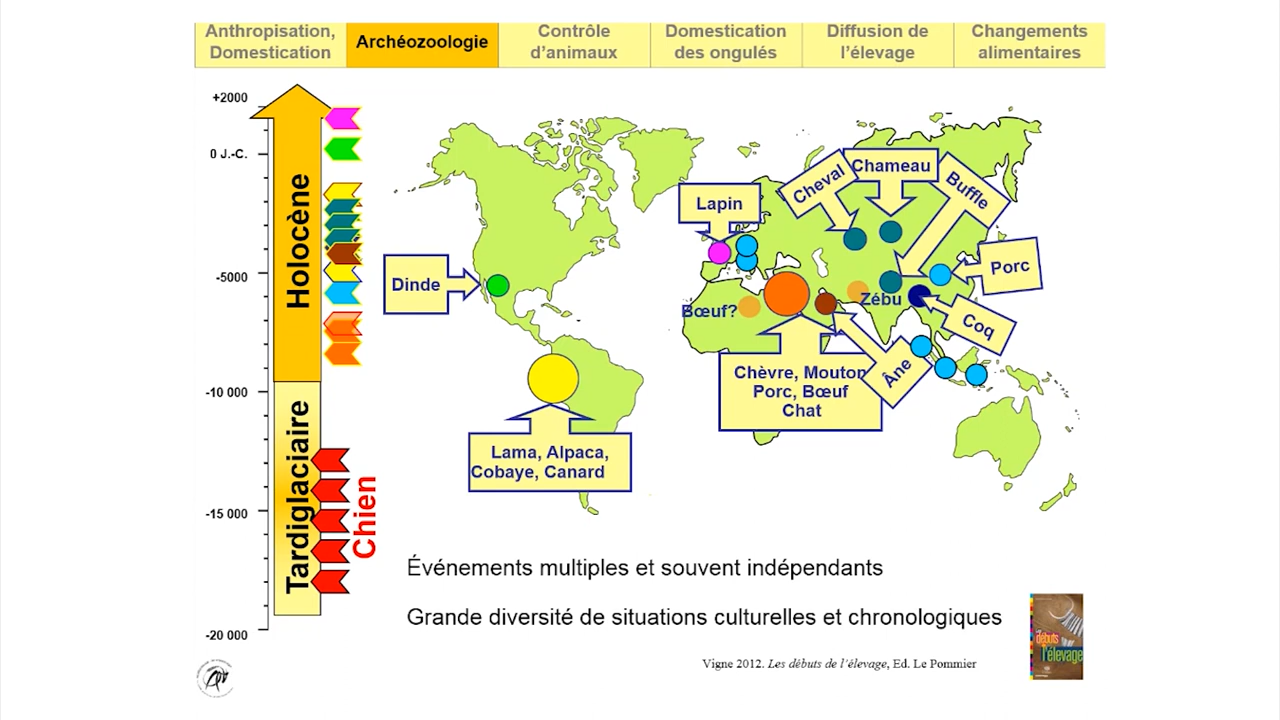 Anthropisation,
Domestication
Archéozoologie
Contrôle
d'animaux
Domestication
des ongulés
Diffusion de
l'élevage
Changements
alimentaires
+2000
0 J.-C.
-5000
-10 000
-15 000
-20 000
Holocène
Tardiglaciaire
Chien
Dinde
Lama, Alpaca,
Cobaye, Canard
Lapin
Cheval
Chameau
Buffle
Porc
Coq
Zébu
Bœuf?
Âne
Chèvre, Mouton
Porc, Bœuf
Chat
Événements multiples et souvent indépendants
Grande diversité de situations culturelles et chronologiques
Vigne 2012. Les débuts de l'élevage, Ed. Le Pommier
débuts
l'élevage